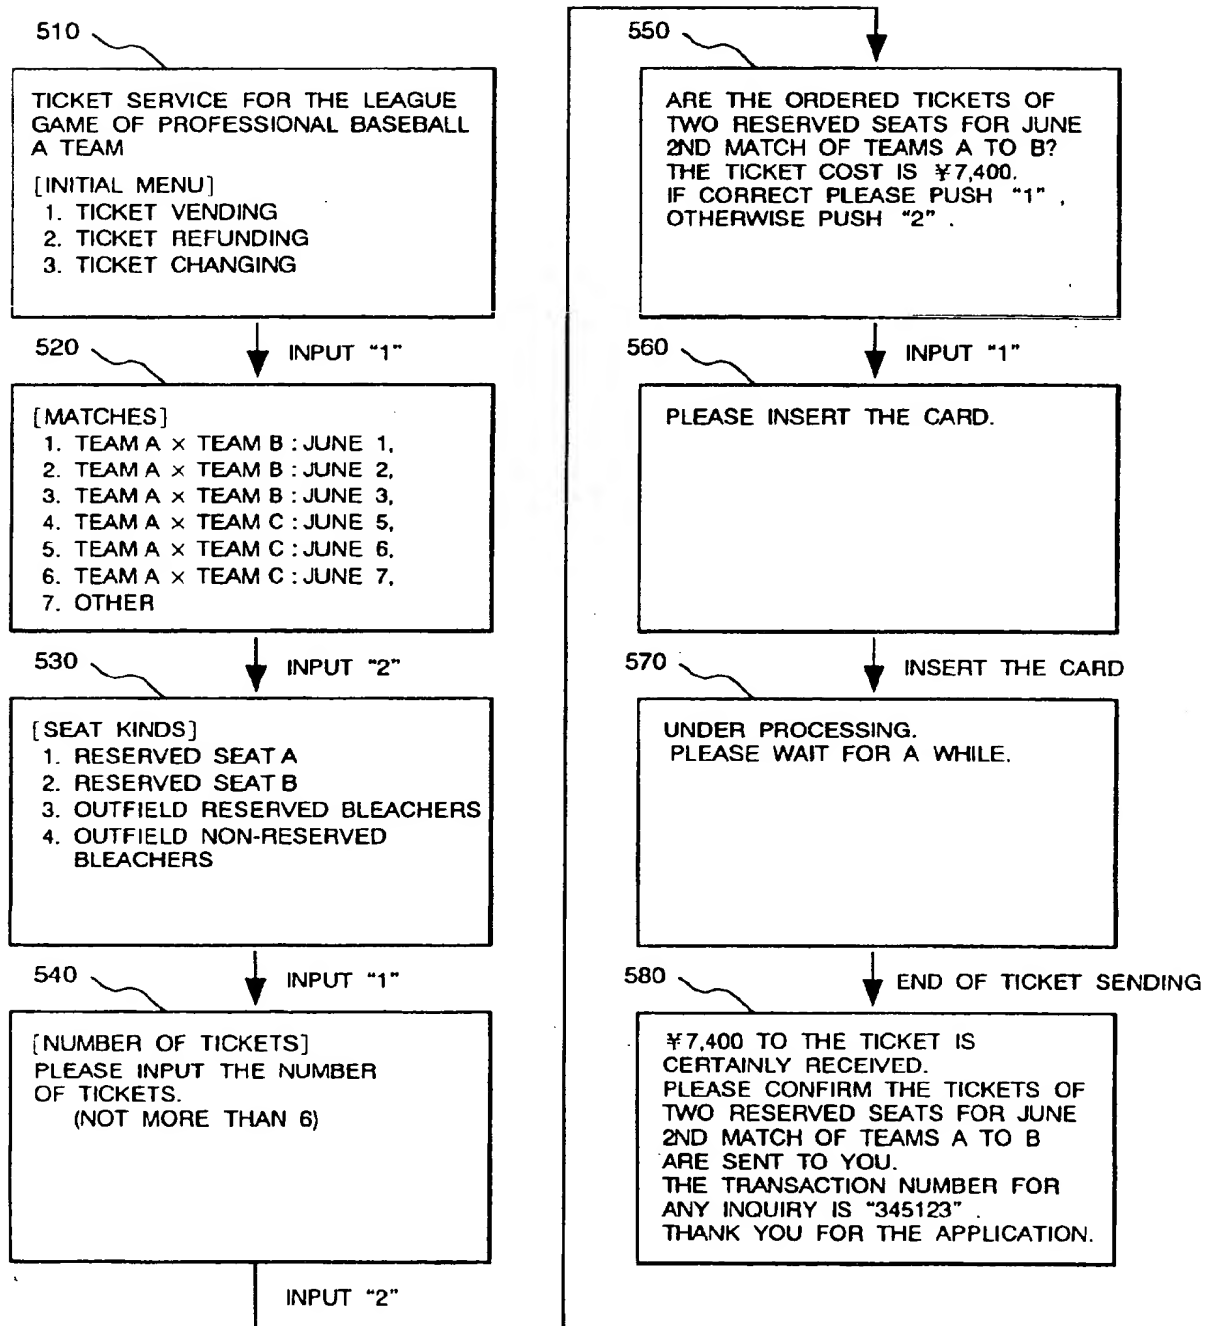 510
TICKET SERVICE FOR THE LEAGUE
GAME OF PROFESSIONAL BASEBALL
A TEAM
[INITIAL MENU]
1. TICKET VENDING
2. TICKET REFUNDING
3. TICKET CHANGING
520
INPUT "1"
[MATCHES]
1. TEAM A × TEAM B : JUNE 1,
2. TEAM A × TEAM B : JUNE 2,
3. TEAM A × TEAM B : JUNE 3,
4. TEAM A × TEAM C : JUNE 5,
5. TEAM A × TEAM C : JUNE 6,
6. TEAM A × TEAM C : JUNE 7,
7. OTHER
530
INPUT "2"
[SEAT KINDS]
1. RESERVED SEAT A
2. RESERVED SEAT B
3. OUTFIELD RESERVED BLEACHERS
4. OUTFIELD NON-RESERVED
BLEACHERS
540
INPUT "1"
[NUMBER OF TICKETS]
PLEASE INPUT THE NUMBER
OF TICKETS.
(NOT MORE THAN 6)
INPUT "2"
550
ARE THE ORDERED TICKETS OF
TWO RESERVED SEATS FOR JUNE
2ND MATCH OF TEAMS A TO B?
THE TICKET COST IS ¥7,400.
IF CORRECT PLEASE PUSH "1" ,
OTHERWISE PUSH "2" .
560
INPUT "1"
PLEASE INSERT THE CARD.
570
INSERT THE CARD
UNDER PROCESSING.
PLEASE WAIT FOR A WHILE.
580
END OF TICKET SENDING
¥7,400 TO THE TICKET IS
CERTAINLY RECEIVED.
PLEASE CONFIRM THE TICKETS OF
TWO RESERVED SEATS FOR JUNE
2ND MATCH OF TEAMS A TO B
ARE SENT TO YOU.
THE TRANSACTION NUMBER FOR
ANY INQUIRY IS "345123" .
THANK YOU FOR THE APPLICATION.